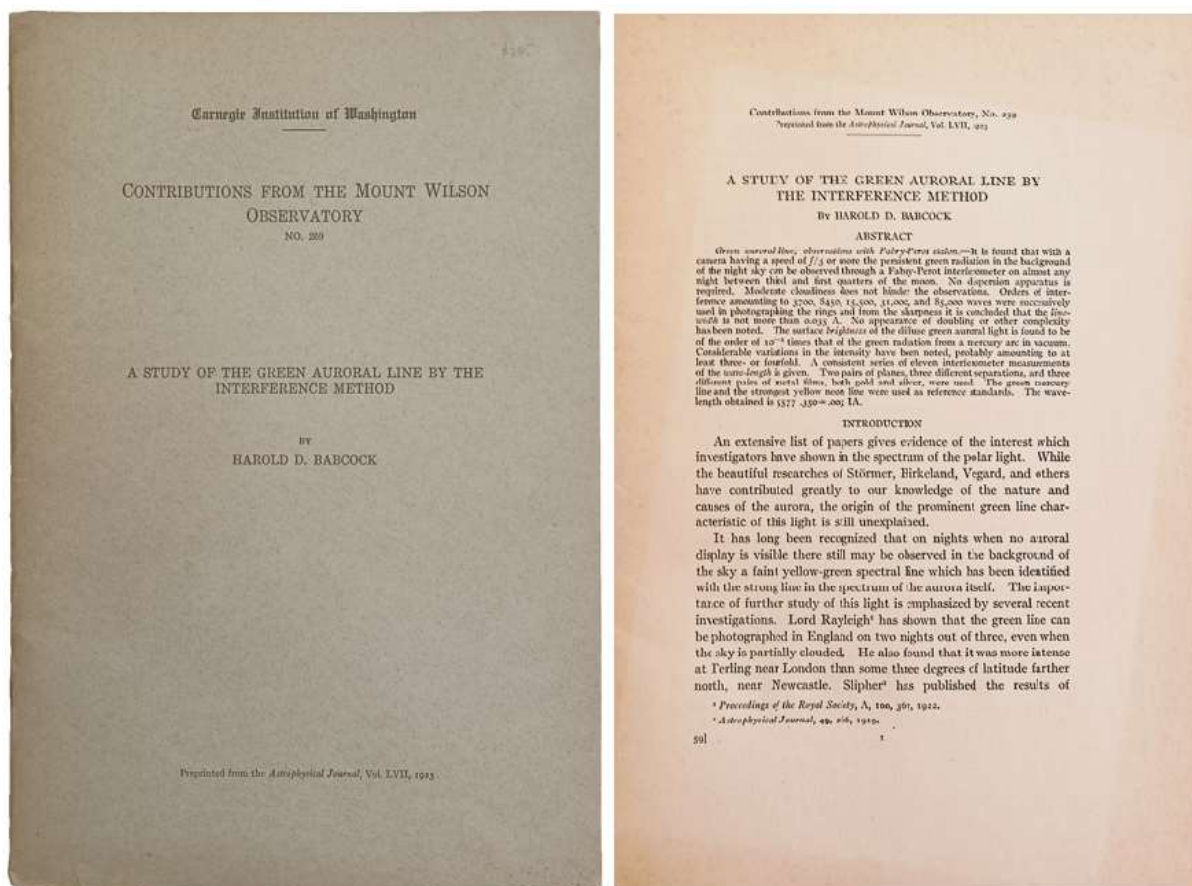 Carnegie Institution of Washington
CONTRIBUTIONS FROM THE MOUNT WILSON
OBSERVATORY
NO. 259
A STUDY OF THE GREEN AURORAL LINE BY THE
INTERFERENCE METHOD
BY
HAROLD D. BABCOCK
Preprinted from the Astrophysical Journal, Vol. LVII, 1923
Contributions from the Mount Wilson Observatory, No. 259
Preprinted from the Astrophysical Journal, Vol. LVII, 1923
A STUDY OF THE GREEN AURORAL LINE BY
THE INTERFERENCE METHOD
BY HAROLD D. BABCOCK
ABSTRACT
Green auroral line; observations with Fabry-Perot etalon.—It is found that with a
camera having a speed of f/3 or more the persistent green radiation in the background
of the night sky can be observed through a Fabry-Perot interferometer on almost any
night between third and first quarters of the moon. No dispersion apparatus is
required. Moderate cloudiness does not hinder the observations. Orders of inter-
ference amounting to 3700, 8450, 15,500, 31,000, and 85,000 waves were successively
used in photographing the rings and from the sharpness it is concluded that the line-
width is not more than 0.035 A. No appearance of doubling or other complexity
has been noted. The surface brightness of the diffuse green auroral light is found to be
of the order of 10⁻⁸ times that of the green radiation from a mercury arc in vacuum.
Considerable variations in the intensity have been noted, probably amounting to at
least three- or fourfold. A consistent series of eleven interferometer measurements
of the wave-length is given. Two pairs of planes, three different separations, and three
different pairs of metal films, both gold and silver, were used. The green mercury
line and the strongest yellow neon line were used as reference standards. The wave-
length obtained is 5577.350±.005 IA.
INTRODUCTION
An extensive list of papers gives evidence of the interest which
investigators have shown in the spectrum of the polar light. While
the beautiful researches of Störmer, Birkeland, Vegard, and others
have contributed greatly to our knowledge of the nature and
causes of the aurora, the origin of the prominent green line char-
acteristic of this light is still unexplained.
It has long been recognized that on nights when no auroral
display is visible there still may be observed in the background of
the sky a faint yellow-green spectral line which has been identified
with the strong line in the spectrum of the aurora itself. The impor-
tance of further study of this light is emphasized by several recent
investigations. Lord Rayleigh¹ has shown that the green line can
be photographed in England on two nights out of three, even when
the sky is partially clouded. He also found that it was more intense
at Terling near London than some three degrees of latitude farther
north, near Newcastle. Slipher² has published the results of
¹ Proceedings of the Royal Society, A, 100, 367, 1922.
² Astrophysical Journal, 49, 266, 1919.
59] 1